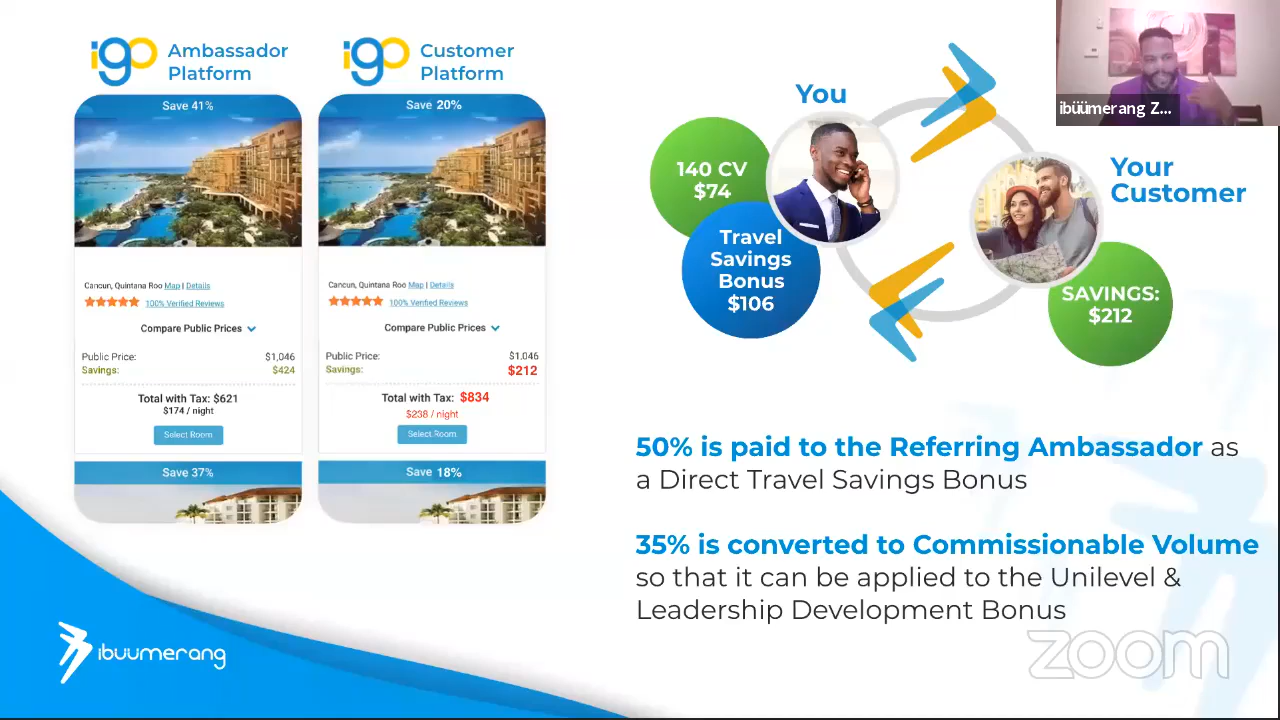 igo Ambassador
Platform
Save 41%
Cancun, Quintana Roo Map | Details
100% Verified Reviews
Compare Public Prices
Public Price: $1,046
Savings: $424
Total with Tax: $621
$174 / night
Select Room
Save 37%
igo Customer
Platform
Save 20%
Cancun, Quintana Roo Map | Details
100% Verified Reviews
Compare Public Prices
Public Price: $1,046
Savings: $212
Total with Tax: $834
$238 / night
Select Room
Save 18%
You
140 CV
$74
Travel
Savings
Bonus
$106
Your
Customer
SAVINGS:
$212
ibüümerang Z...
50% is paid to the Referring Ambassador as
a Direct Travel Savings Bonus
35% is converted to Commissionable Volume
so that it can be applied to the Unilevel &
Leadership Development Bonus
ibuumerang
zoom